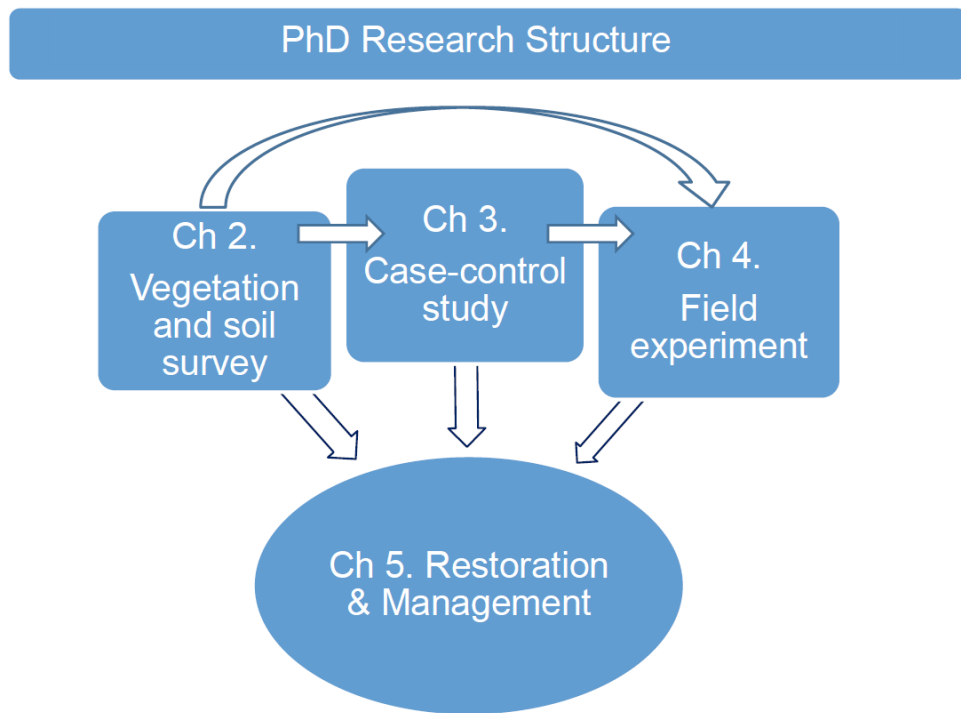 PhD Research Structure
Ch 2.
Vegetation
and soil
survey
Ch 3.
Case-control
study
Ch 4.
Field
experiment
Ch 5. Restoration
& Management